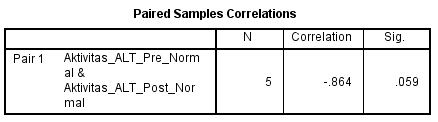 Paired Samples Correlations
N Correlation Sig.
Pair 1 Aktivitas_ALT_Pre_Norm
al &
Aktivitas_ALT_Post_Nor
mal 5 -.864 .059